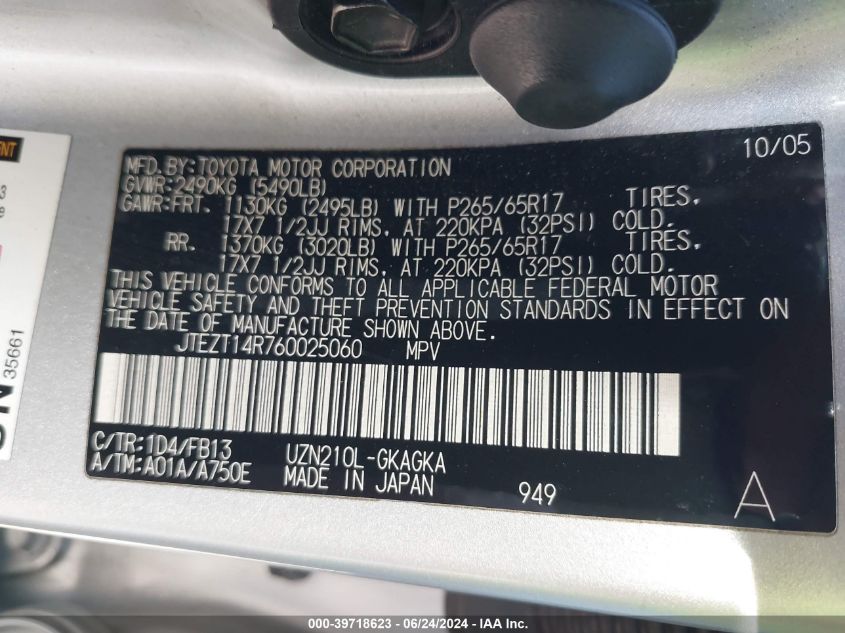 10/05
MFD.BY:TOYOTA MOTOR CORPORATION
GVWR:2490KG (5490LB)
GAWR:FRT. 1130KG (2495LB) WITH P265/65R17 TIRES,
17X7 1/2JJ RIMS, AT 220KPA (32PSI) COLD.
RR. 1370KG (3020LB) WITH P265/65R17 TIRES,
17X7 1/2JJ RIMS, AT 220KPA (32PSI) COLD.
THIS VEHICLE CONFORMS TO ALL APPLICABLE FEDERAL MOTOR
VEHICLE SAFETY AND THEFT PREVENTION STANDARDS IN EFFECT ON
THE DATE OF MANUFACTURE SHOWN ABOVE.
JTEZT14R760025060 MPV
C/TR:1D4/FB13 UZN210L-GKAGKA
A/TM:A01A/A750E MADE IN JAPAN 949 A
35661
000-39718623 / 06/24/2024 / IAA Inc.